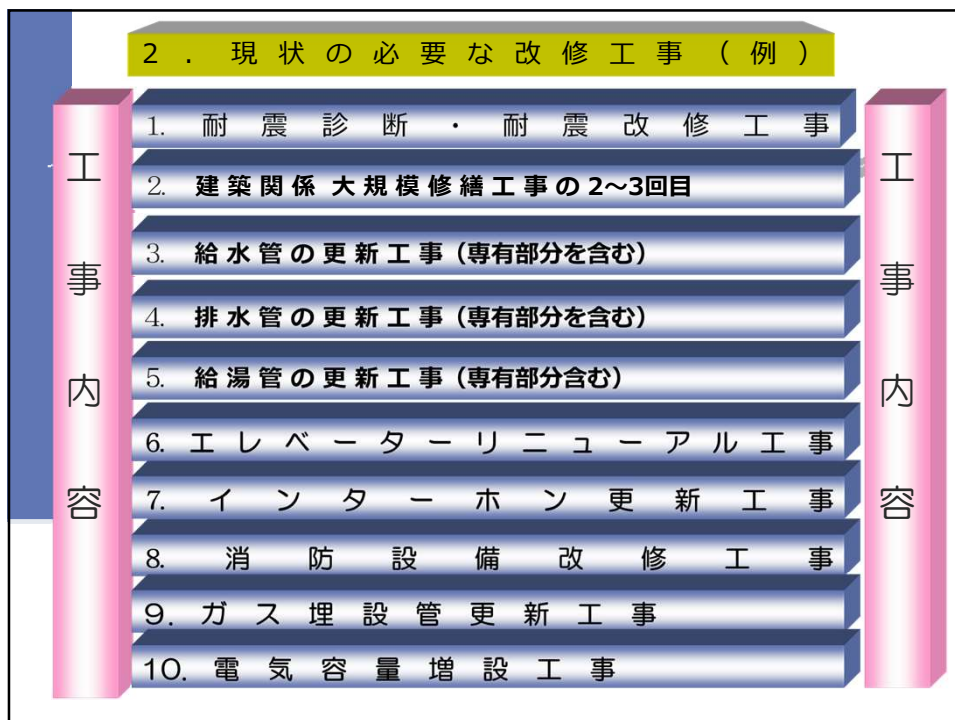 2.現状の必要な改修工事(例)
工事内容
1. 耐震診断・耐震改修工事
2. 建築関係 大規模修繕工事の2〜3回目
3. 給水管の更新工事(専有部分を含む)
4. 排水管の更新工事(専有部分を含む)
5. 給湯管の更新工事(専有部分含む)
6. エレベーターリニューアル工事
7. インターホン更新工事
8. 消防設備改修工事
9. ガス埋設管更新工事
10. 電気容量増設工事
工事内容